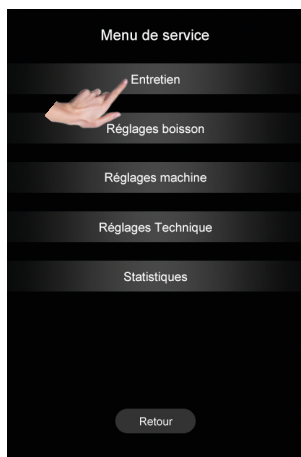 Menu de service
Entretien
Réglages boisson
Réglages machine
Réglages Technique
Statistiques
Retour